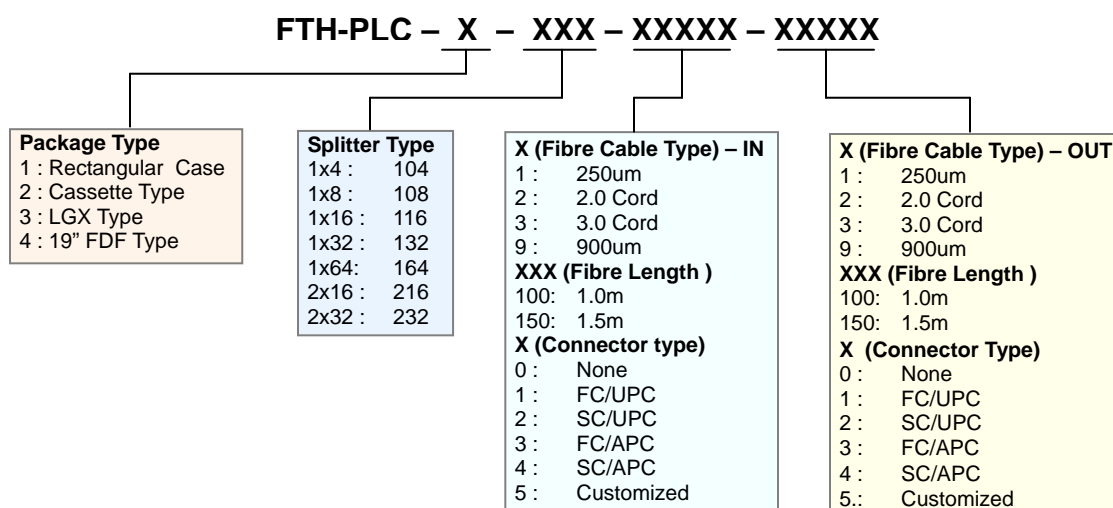 FTH-PLC – X – XXX – XXXXX – XXXXX
Package Type
1 : Rectangular Case
2 : Cassette Type
3 : LGX Type
4 : 19” FDF Type
Splitter Type
1x4 : 104
1x8 : 108
1x16 : 116
1x32 : 132
1x64: 164
2x16 : 216
2x32 : 232
X (Fibre Cable Type) – IN
1 : 250um
2 : 2.0 Cord
3 : 3.0 Cord
9 : 900um
XXX (Fibre Length )
100: 1.0m
150: 1.5m
X (Connector type)
0 : None
1 : FC/UPC
2 : SC/UPC
3 : FC/APC
4 : SC/APC
5 : Customized
X (Fibre Cable Type) – OUT
1 : 250um
2 : 2.0 Cord
3 : 3.0 Cord
9 : 900um
XXX (Fibre Length )
100: 1.0m
150: 1.5m
X (Connector Type)
0 : None
1 : FC/UPC
2 : SC/UPC
3 : FC/APC
4 : SC/APC
5.: Customized